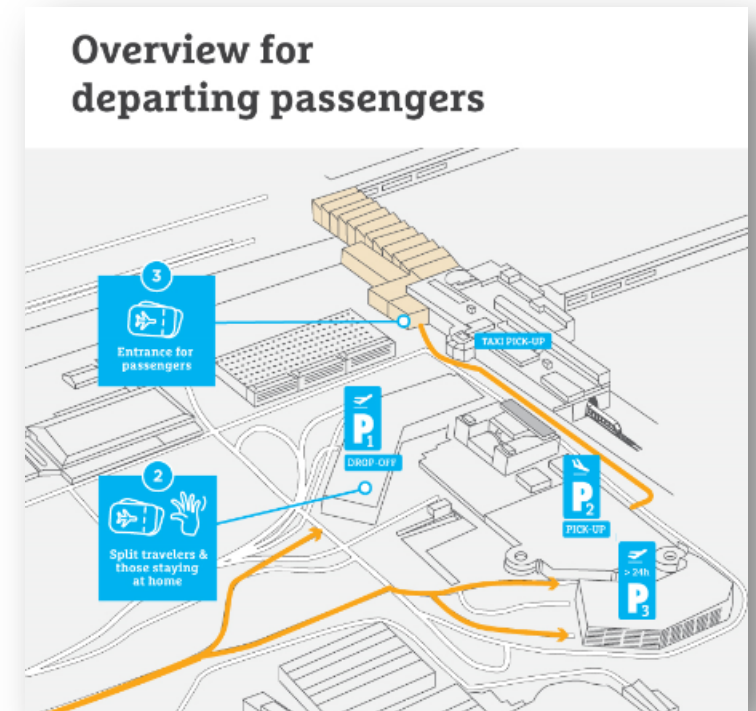 Overview for
departing passengers
3
Entrance for
passengers
TAXI PICK-UP
P1
DROP-OFF
2
Split travelers &
those staying
at home
P2
PICK-UP
> 24h
P3